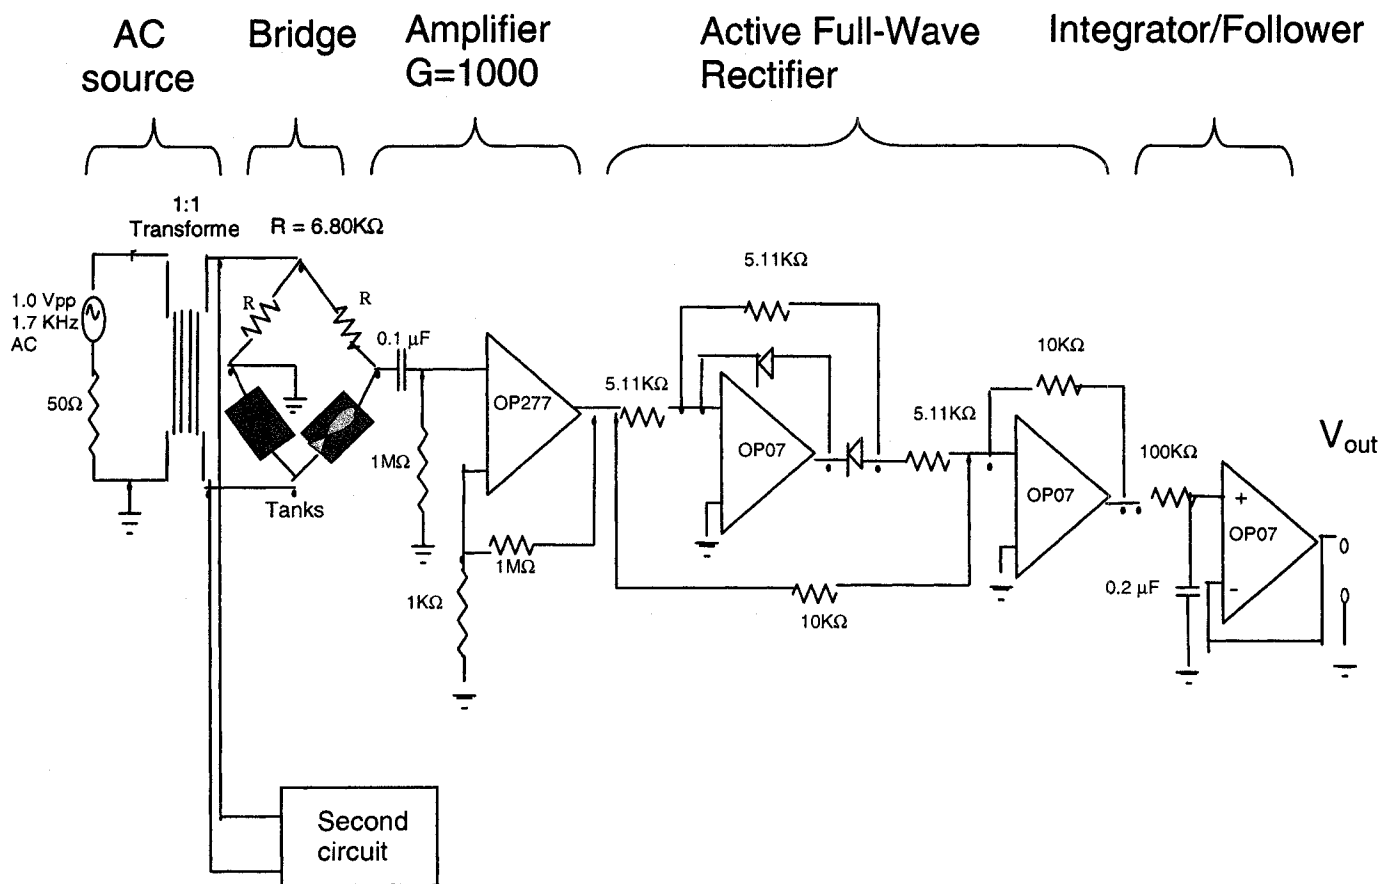 AC
source
Bridge
Amplifier
G=1000
Active Full-Wave
Rectifier
Integrator/Follower
1:1
Transforme
R = 6.80KΩ
1.0 Vpp
1.7 KHz
AC
50Ω
R
R
0.1 µF
Tanks
1MΩ
OP277
1MΩ
1KΩ
5.11KΩ
5.11KΩ
OP07
5.11KΩ
10KΩ
10KΩ
OP07
100KΩ
0.2 µF
+
OP07
-
Vout
Second
circuit